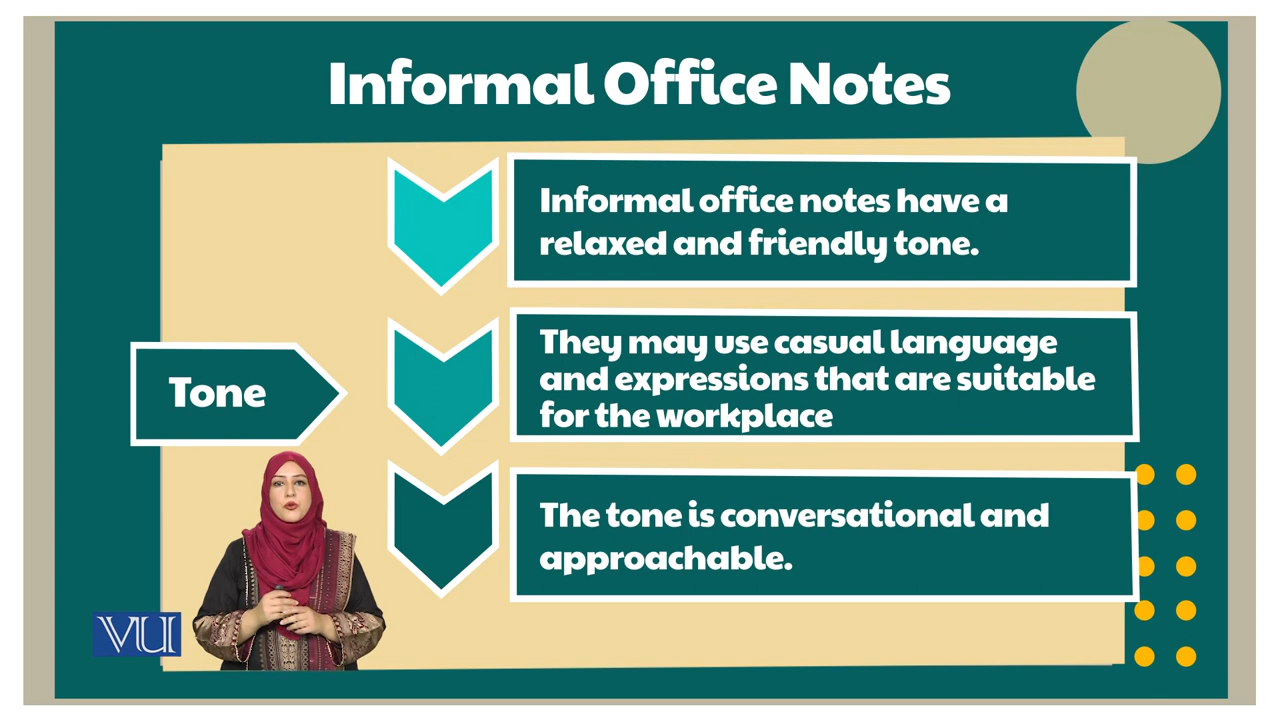 Informal Office Notes
Informal office notes have a
relaxed and friendly tone.
They may use casual language
and expressions that are suitable
for the workplace
Tone
The tone is conversational and
approachable.
VU